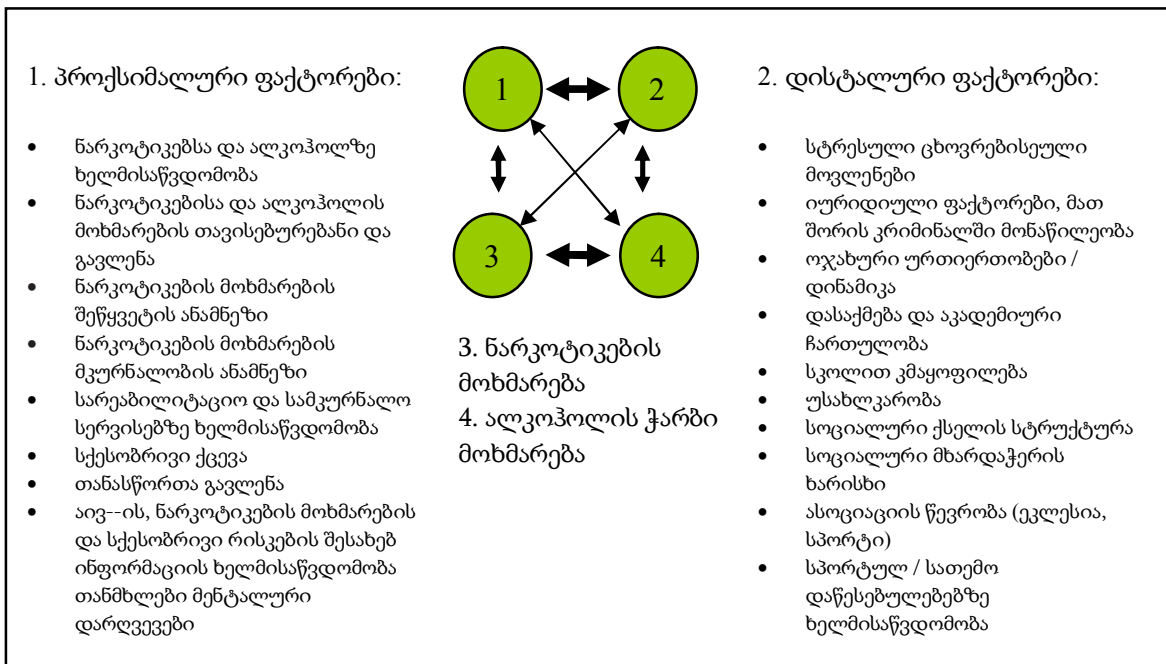 1. პროქსიმალური ფაქტორები:
• ნარკოტიკებსა და ალკოჰოლზე
ხელმისაწვდომობა
• ნარკოტიკებისა და ალკოჰოლის
მოხმარების თავისებურებანი და
გავლენა
• ნარკოტიკების მოხმარების
შეწყვეტის ანამნეზი
• ნარკოტიკების მოხმარების
მკურნალობის ანამნეზი
• სარეაბილიტაციო და სამკურნალო
სერვისებზე ხელმისაწვდომობა
• სქესობრივი ქცევა
• თანასწორთა გავლენა
• აივ--ის, ნარკოტიკების მოხმარების
და სქესობრივი რისკების შესახებ
ინფორმაციის ხელმისაწვდომობა
თანმხლები მენტალური
დარღვევები
1 2
3 4
3. ნარკოტიკების
მოხმარება
4. ალკოჰოლის ჭარბი
მოხმარება
2. დისტალური ფაქტორები:
• სტრესული ცხოვრებისეული
მოვლენები
• იურიდიული ფაქტორები, მათ
შორის კრიმინალში მონაწილეობა
• ოჯახური ურთიერთობები /
დინამიკა
• დასაქმება და აკადემიური
ჩართულობა
• სკოლით კმაყოფილება
• უსახლკარობა
• სოციალური ქსელის სტრუქტურა
• სოციალური მხარდაჭერის
ხარისხი
• ასოციაციის წევრობა (ეკლესია,
სპორტი)
• სპორტულ / სათემო
დაწესებულებებზე
ხელმისაწვდომობა